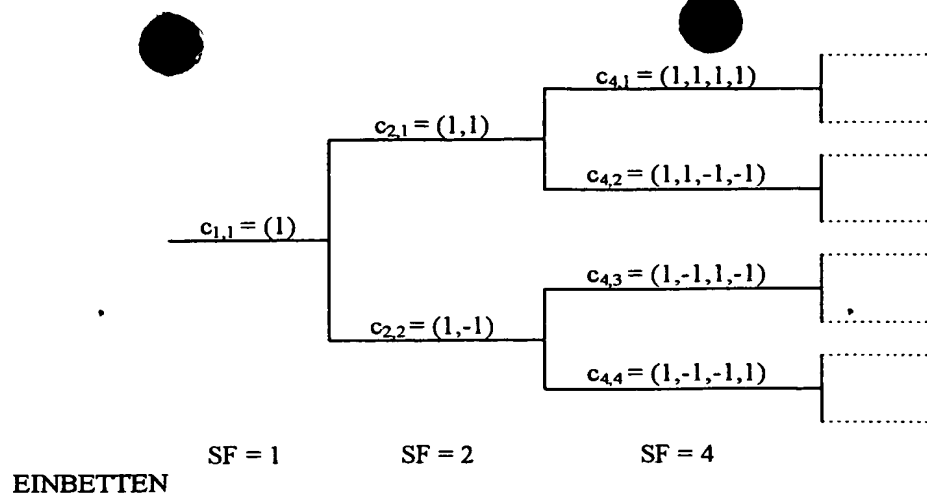 c4,1 = (1,1,1,1)
c2,1 = (1,1)
c4,2 = (1,1,-1,-1)
c1,1 = (1)
c4,3 = (1,-1,1,-1)
c2,2 = (1,-1)
c4,4 = (1,-1,-1,1)
SF = 1 SF = 2 SF = 4
EINBETTEN